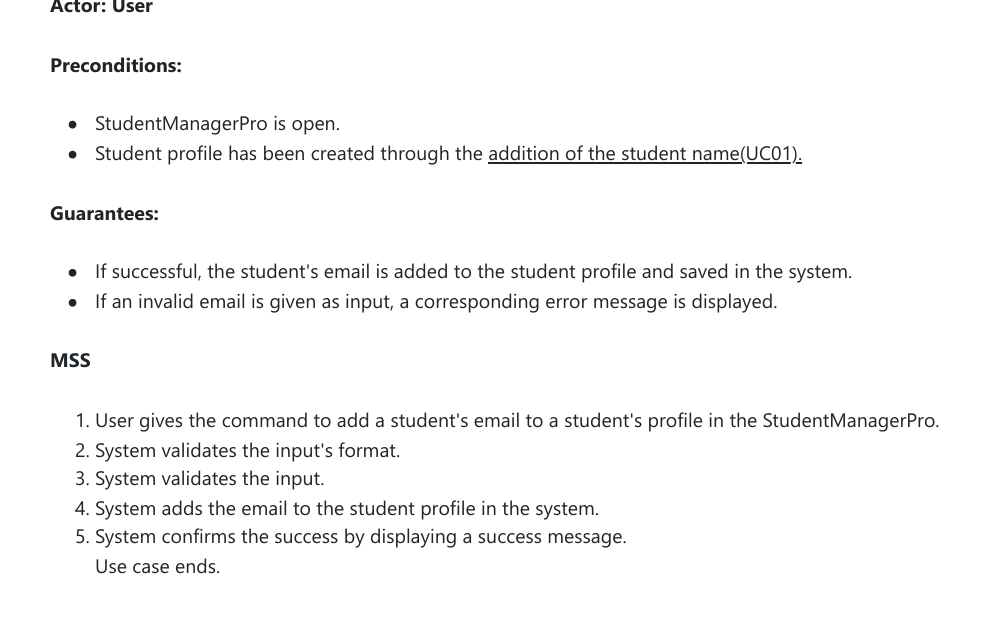 Actor: User
Preconditions:
● StudentManagerPro is open.
● Student profile has been created through the addition of the student name(UC01).
Guarantees:
● If successful, the student's email is added to the student profile and saved in the system.
● If an invalid email is given as input, a corresponding error message is displayed.
MSS
1. User gives the command to add a student's email to a student's profile in the StudentManagerPro.
2. System validates the input's format.
3. System validates the input.
4. System adds the email to the student profile in the system.
5. System confirms the success by displaying a success message.
Use case ends.